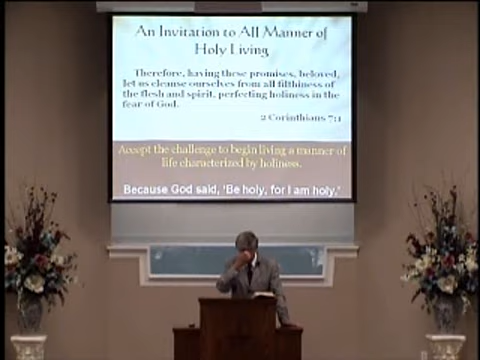 An Invitation to All Manner of
Holy Living
Therefore, having these promises, beloved,
let us cleanse ourselves from all filthiness of
the flesh and spirit, perfecting holiness in the
fear of God.
2 Corinthians 7:1
Accept the challenge to begin living a manner of
life characterized by holiness.
Because God said, 'Be holy, for I am holy.'